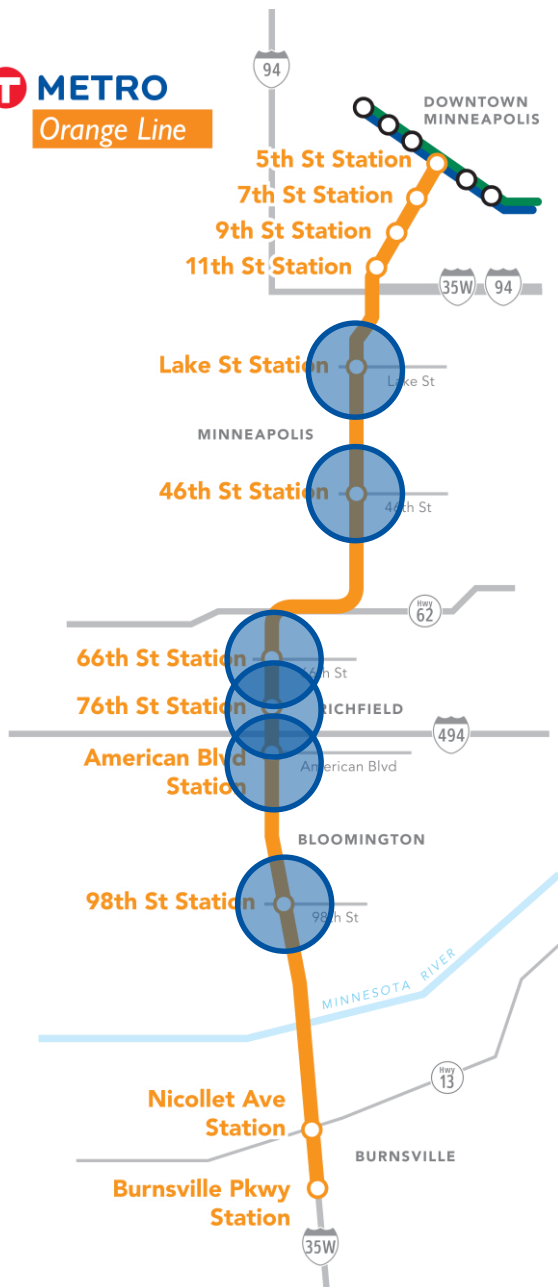 94
T METRO
Orange Line
DOWNTOWN
MINNEAPOLIS
5th St Station
7th St Station
9th St Station
11th St Station
35W 94
Lake St Station
Lake St
MINNEAPOLIS
46th St Station
46th St
Hwy
62
66th St Station
66th St
76th St Station
RICHFIELD
494
American Blvd
Station
American Blvd
BLOOMINGTON
98th St Station
98th St
MINNESOTA RIVER
Hwy
13
Nicollet Ave
Station
BURNSVILLE
Burnsville Pkwy
Station
35W